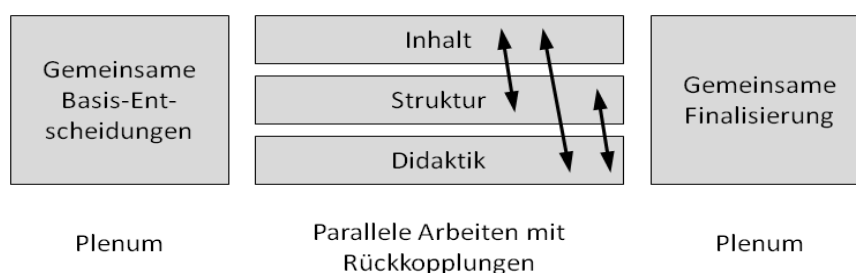 Gemeinsame
Basis-Ent-
scheidungen
Inhalt
Struktur
Didaktik
Gemeinsame
Finalisierung
Plenum
Parallele Arbeiten mit
Rückkopplungen
Plenum